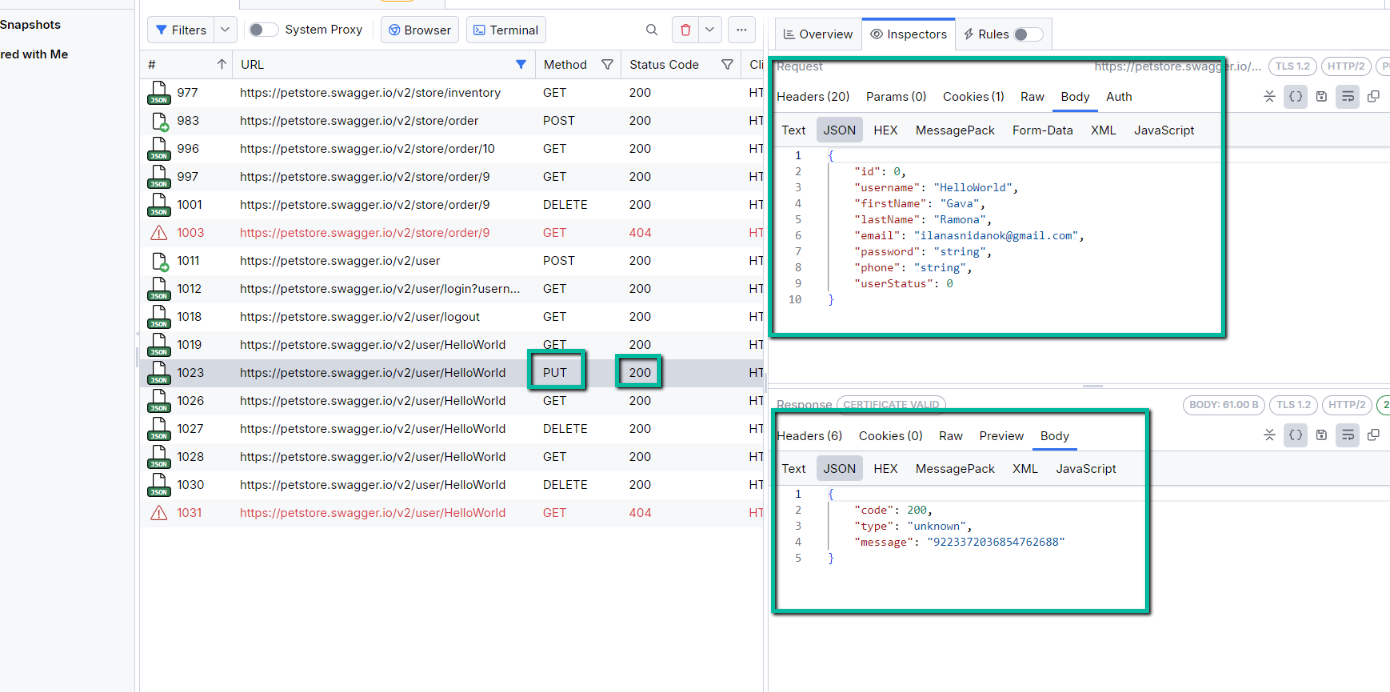 Snapshots
red with Me
Filters
System Proxy
Browser
Terminal
# URL Method Status Code Cli
977 https://petstore.swagger.io/v2/store/inventory GET 200 HT
983 https://petstore.swagger.io/v2/store/order POST 200 HT
996 https://petstore.swagger.io/v2/store/order/10 GET 200 HT
997 https://petstore.swagger.io/v2/store/order/9 GET 200 HT
1001 https://petstore.swagger.io/v2/store/order/9 DELETE 200 HT
1003 https://petstore.swagger.io/v2/store/order/9 GET 404 HT
1011 https://petstore.swagger.io/v2/user POST 200 HT
1012 https://petstore.swagger.io/v2/user/login?usern... GET 200 HT
1018 https://petstore.swagger.io/v2/user/logout GET 200 HT
1019 https://petstore.swagger.io/v2/user/HelloWorld GET 200 HT
1023 https://petstore.swagger.io/v2/user/HelloWorld PUT 200 HT
1026 https://petstore.swagger.io/v2/user/HelloWorld GET 200 HT
1027 https://petstore.swagger.io/v2/user/HelloWorld DELETE 200 HT
1028 https://petstore.swagger.io/v2/user/HelloWorld GET 200 HT
1030 https://petstore.swagger.io/v2/user/HelloWorld DELETE 200 HT
1031 https://petstore.swagger.io/v2/user/HelloWorld GET 404 HT
Overview Inspectors Rules
Request https://petstore.swagger.io/... TLS 1.2 HTTP/2 PU
Headers (20) Params (0) Cookies (1) Raw Body Auth
Text JSON HEX MessagePack Form-Data XML JavaScript
1 {
2 "id": 0,
3 "username": "HelloWorld",
4 "firstName": "Gava",
5 "lastName": "Ramona",
6 "email": "ilanasnidanok@gmail.com",
7 "password": "string",
8 "phone": "string",
9 "userStatus": 0
10 }
Response CERTIFICATE VALID BODY: 61.00 B TLS 1.2 HTTP/2 2
Headers (6) Cookies (0) Raw Preview Body
Text JSON HEX MessagePack XML JavaScript
1 {
2 "code": 200,
3 "type": "unknown",
4 "message": "9223372036854762688"
5 }